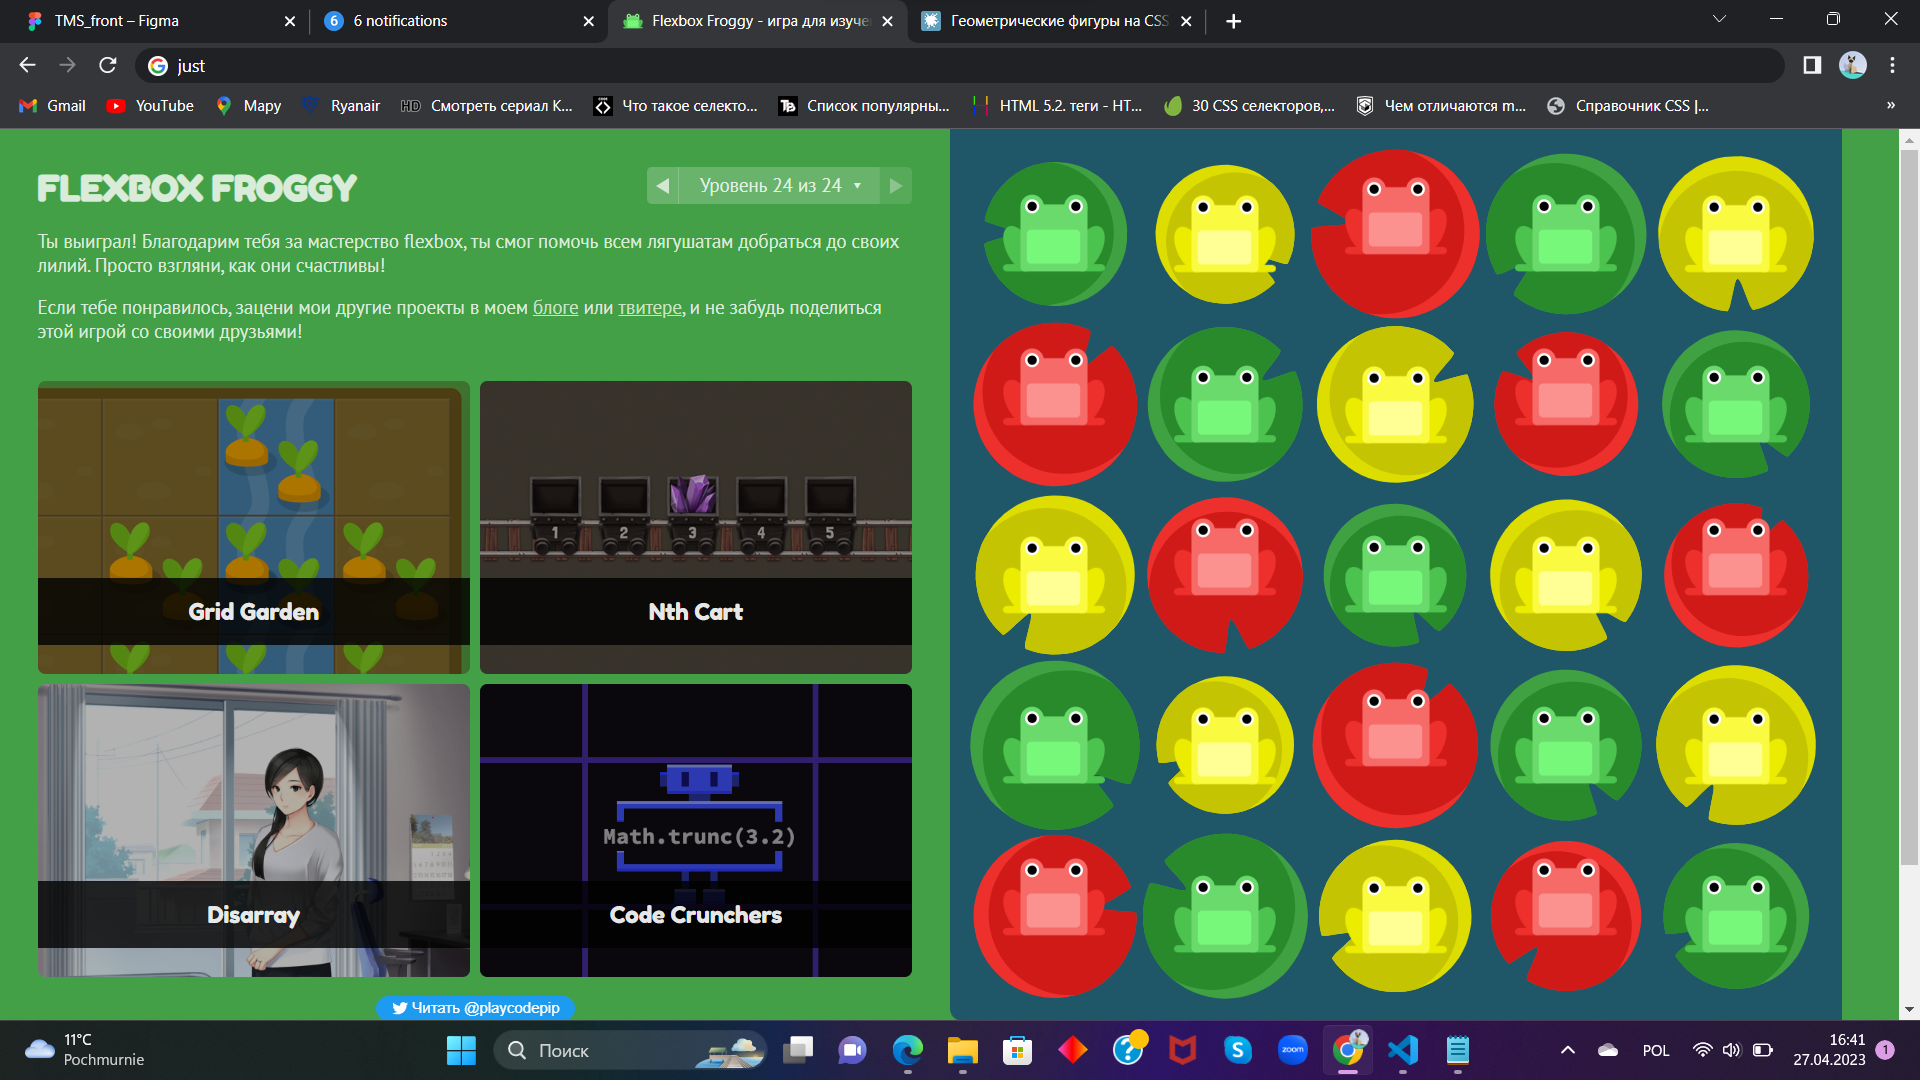 TMS_front – Figma
6
6 notifications
Flexbox Froggy - игра для изуче
Геометрические фигуры на CSS
just
Gmail
YouTube
Мару
Ryanair
HD
Смотреть сериал К...
Что такое селекто...
Список популярны...
HTML 5.2. теги - HT...
30 CSS селекторов,...
Чем отличаются m...
Справочник CSS |...
»
FLEXBOX FROGGY
Уровень 24 из 24
Ты выиграл! Благодарим тебя за мастерство flexbox, ты смог помочь всем лягушатам добраться до своих
лилий. Просто взгляни, как они счастливы!
Если тебе понравилось, зацени мои другие проекты в моем блоге или твитере, и не забудь поделиться
этой игрой со своими друзьями!
1
2
3
4
5
Grid Garden
Nth Cart
Math.trunc(3.2)
Disarray
Code Crunchers
Читать @playcodepip
11°C
Pochmurnie
Поиск
zoom
POL
16:41
27.04.2023
1